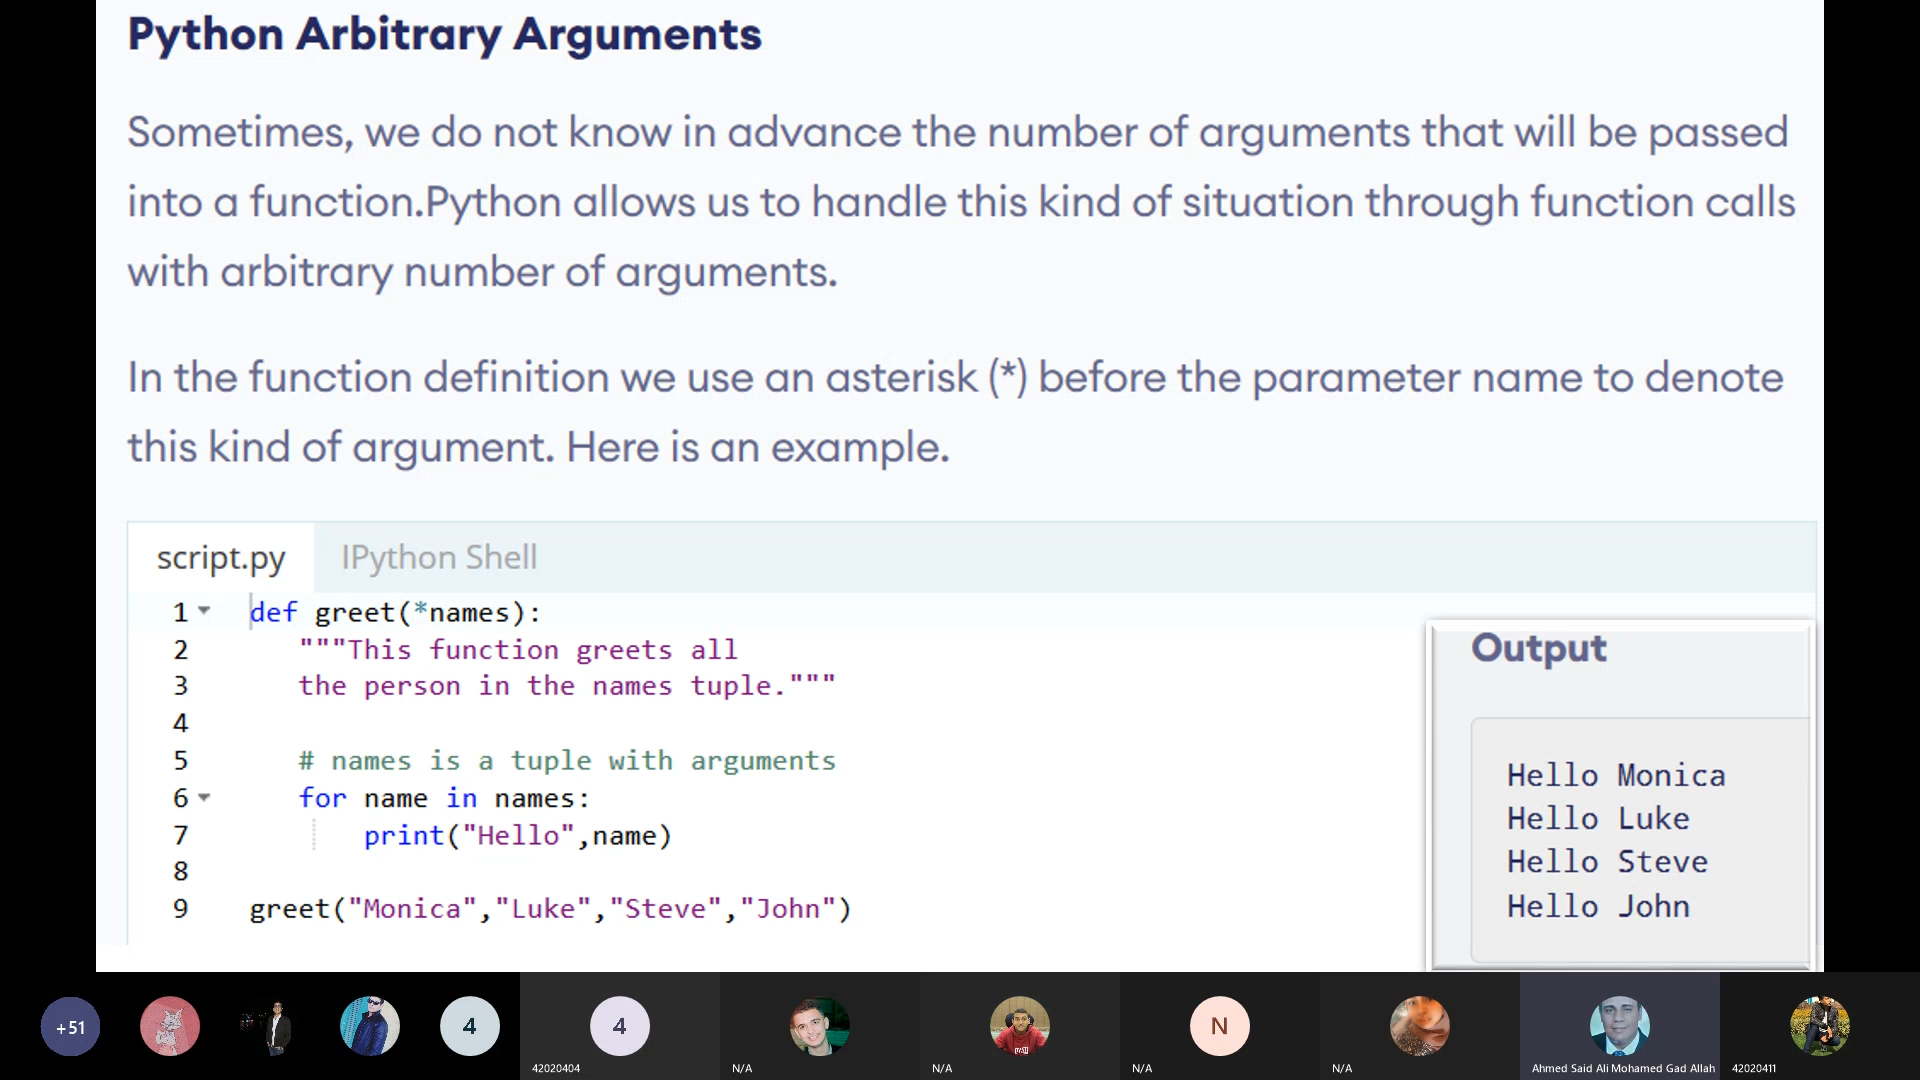 Python Arbitrary Arguments
Sometimes, we do not know in advance the number of arguments that will be passed
into a function.Python allows us to handle this kind of situation through function calls
with arbitrary number of arguments.
In the function definition we use an asterisk (*) before the parameter name to denote
this kind of argument. Here is an example.
script.py IPython Shell
1 def greet(*names):
2 """This function greets all
3 the person in the names tuple."""
4
5 # names is a tuple with arguments
6 for name in names:
7 print("Hello",name)
8
9 greet("Monica","Luke","Steve","John")
Output
Hello Monica
Hello Luke
Hello Steve
Hello John
+51
4
4
N
42020404
N/A
N/A
N/A
N/A
Ahmed Said Ali Mohamed Gad Allah
42020411